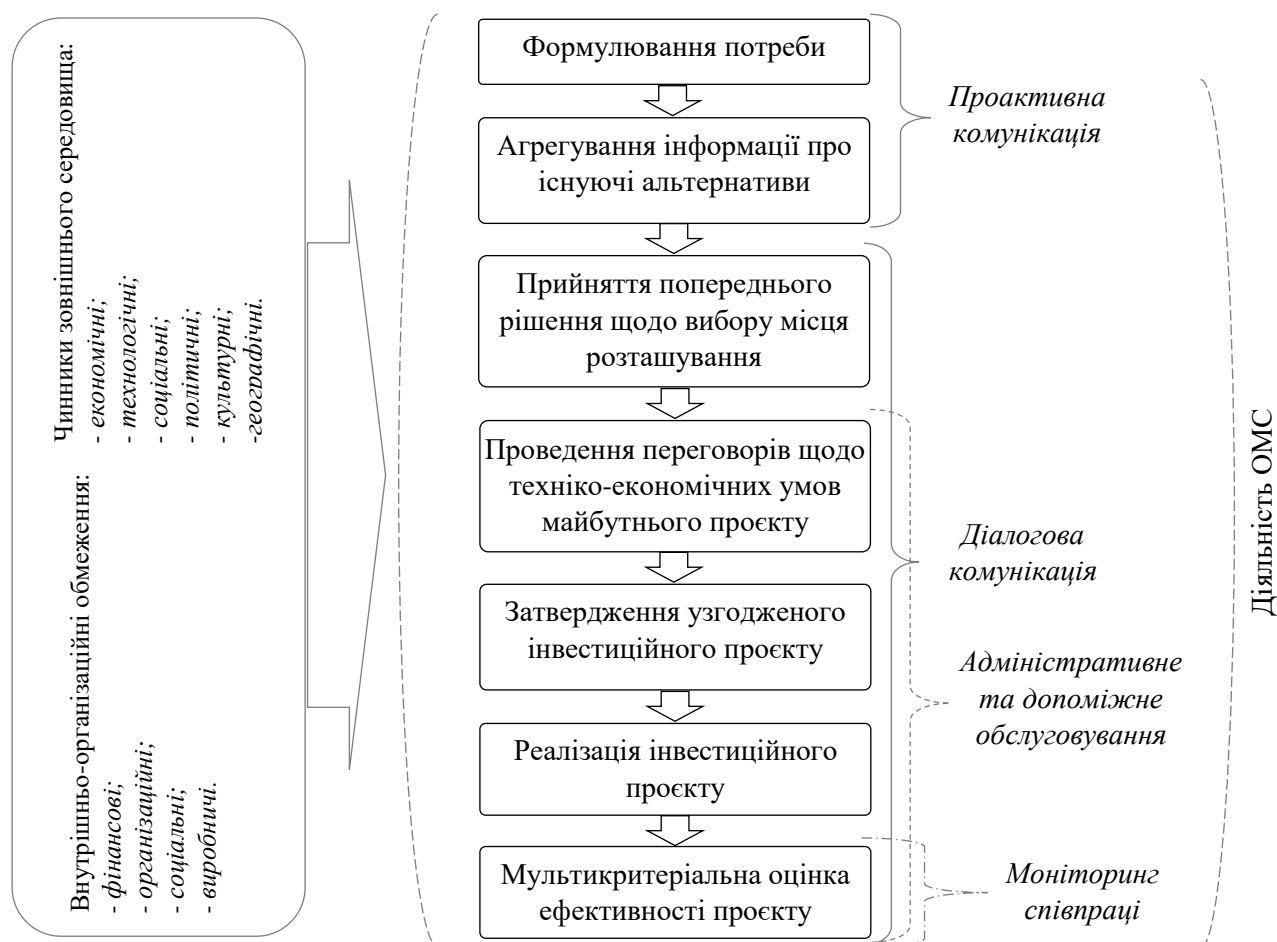 Чинники зовнішнього середовища:
- економічні;
- технологічні;
- соціальні;
- політичні;
- культурні;
-географічні.
Внутрішньо-організаційні обмеження:
- фінансові;
- організаційні;
- соціальні;
- виробничі.
Формулювання потреби
Агрегування інформації про
існуючі альтернативи
Прийняття попереднього
рішення щодо вибору місця
розташування
Проведення переговорів щодо
техніко-економічних умов
майбутнього проєкту
Затвердження узгодженого
інвестиційного проєкту
Реалізація інвестиційного
проєкту
Мультикритеріальна оцінка
ефективності проєкту
Проактивна
комунікація
Діалогова
комунікація
Адміністративне
та допоміжне
обслуговування
Моніторинг
співпраці
Діяльність ОМС